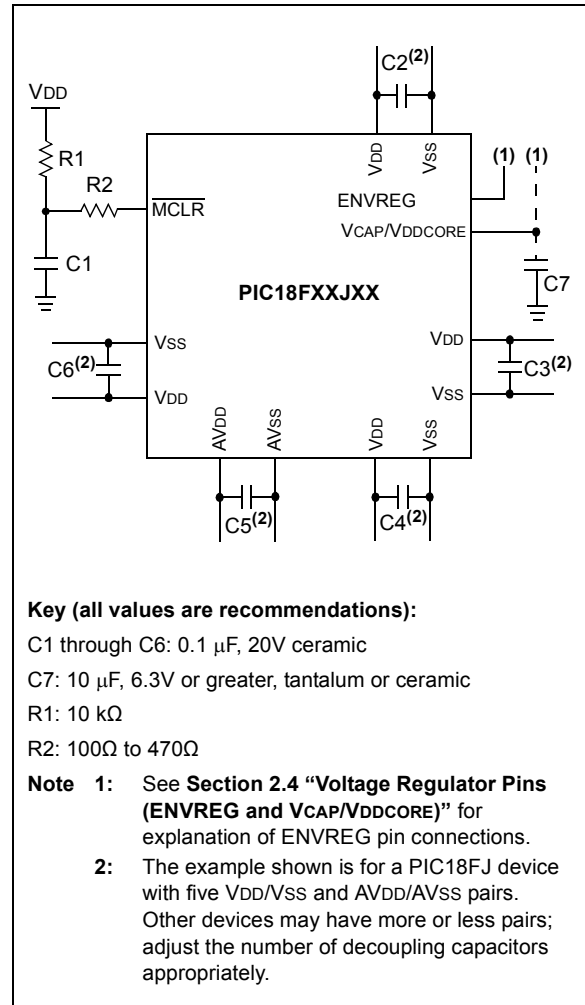 C2(2)
VDD
R1
R2
C1
VDD
VSS
(1) (1)
ENVREG
MCLR
VCAP/VDDCORE
C7
PIC18FXXJXX
VSS
VDD
C6(2)
C3(2)
VDD
VSS
AVDD
AVSS
VDD
VSS
C5(2)
C4(2)
Key (all values are recommendations):
C1 through C6: 0.1 μF, 20V ceramic
C7: 10 μF, 6.3V or greater, tantalum or ceramic
R1: 10 kΩ
R2: 100Ω to 470Ω
Note 1: See Section 2.4 “Voltage Regulator Pins
(ENVREG and VCAP/VDDCORE)” for
explanation of ENVREG pin connections.
2: The example shown is for a PIC18FJ device
with five VDD/VSS and AVDD/AVSS pairs.
Other devices may have more or less pairs;
adjust the number of decoupling capacitors
appropriately.